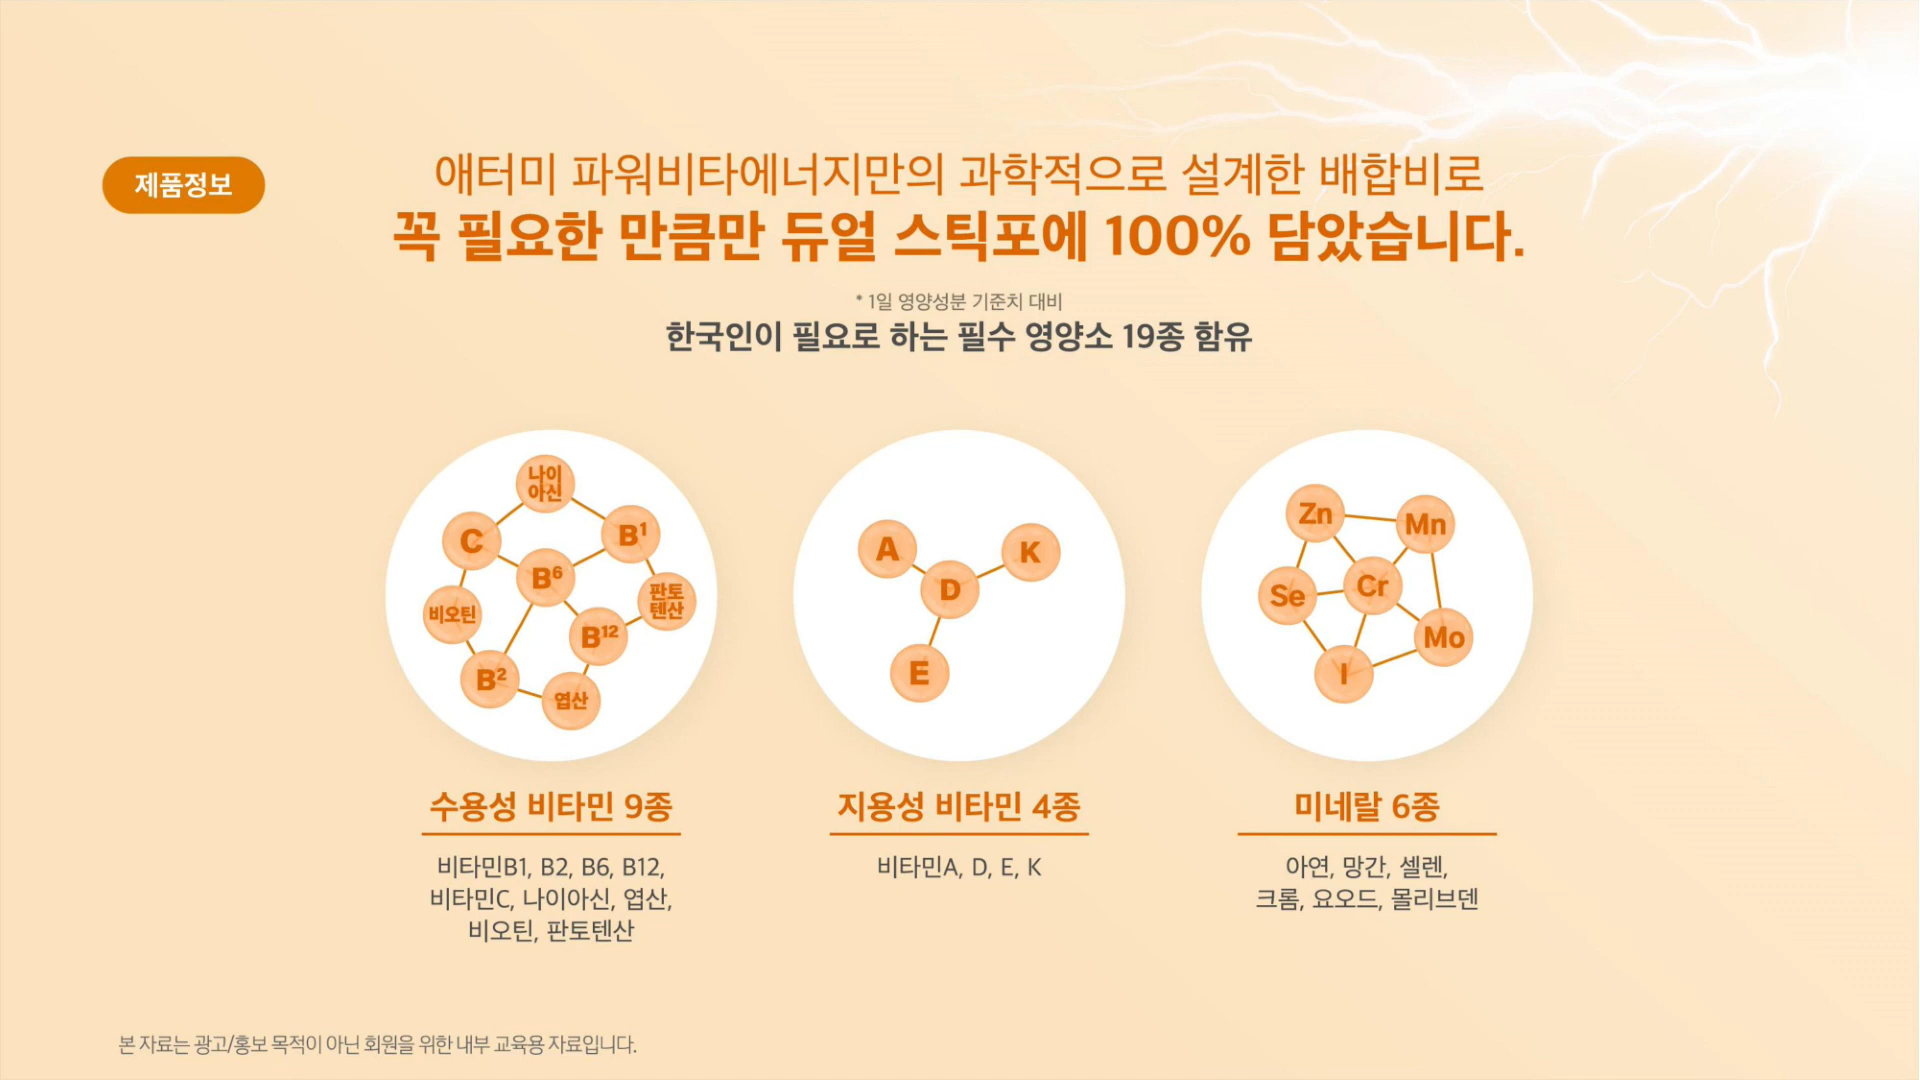 제품정보
애터미 파워비타에너지만의 과학적으로 설계한 배합비로
꼭 필요한 만큼만 듀얼 스틱포에 100% 담았습니다.
* 1일 영양성분 기준치 대비
한국인이 필요로 하는 필수 영양소 19종 함유
나이
아신
C
B¹
B⁶
비오틴
판토
텐산
B¹²
B²
엽산
A
K
D
E
Zn
Mn
Cr
Se
Mo
I
수용성 비타민 9종
비타민B1, B2, B6, B12,
비타민C, 나이아신, 엽산,
비오틴, 판토텐산
지용성 비타민 4종
비타민A, D, E, K
미네랄 6종
아연, 망간, 셀렌,
크롬, 요오드, 몰리브덴
본 자료는 광고/홍보 목적이 아닌 회원을 위한 내부 교육용 자료입니다.